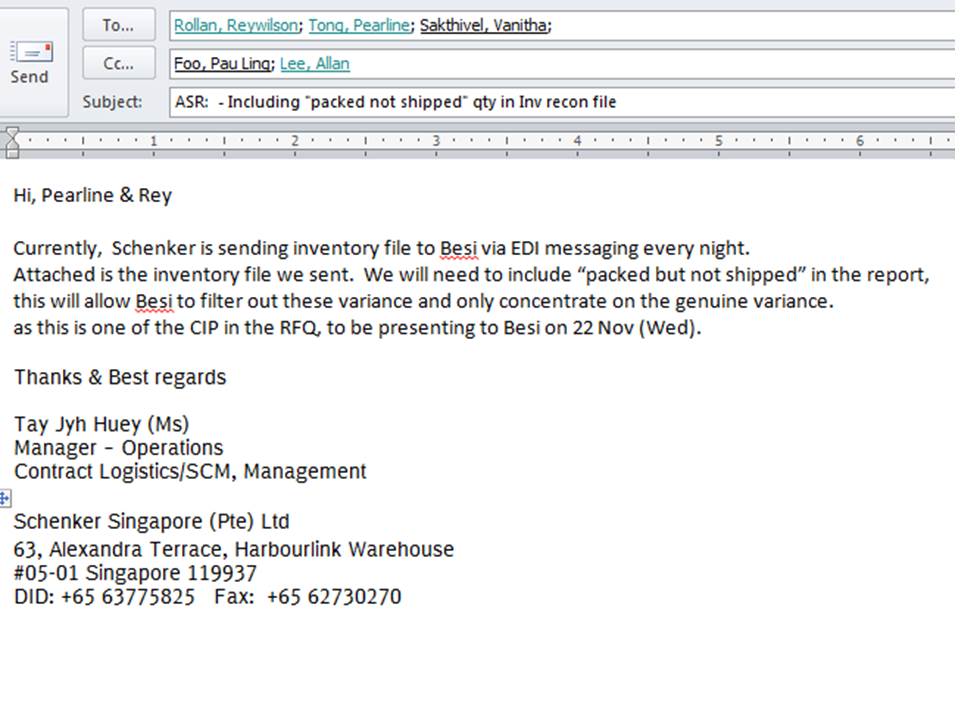 To...
Rollan, Reywilson; Tong, Pearline; Sakthivel, Vanitha;
Send
Cc...
Foo, Pau Ling; Lee, Allan
Subject:
ASR:  - Including "packed not shipped" qty in Inv recon file
1 2 3 4 5 6
Hi, Pearline & Rey
Currently,  Schenker is sending inventory file to Besi via EDI messaging every night.
Attached is the inventory file we sent.  We will need to include “packed but not shipped” in the report,
this will allow Besi to filter out these variance and only concentrate on the genuine variance.
as this is one of the CIP in the RFQ, to be presenting to Besi on 22 Nov (Wed).
Thanks & Best regards
Tay Jyh Huey (Ms)
Manager – Operations
Contract Logistics/SCM, Management
Schenker Singapore (Pte) Ltd
63, Alexandra Terrace, Harbourlink Warehouse
#05-01 Singapore 119937
DID: +65 63775825   Fax:  +65 62730270